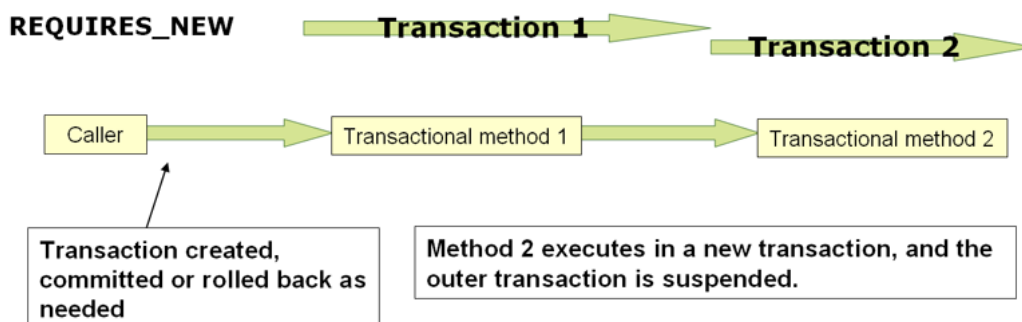 REQUIRES_NEW
Transaction 1
Transaction 2
Caller
Transactional method 1
Transactional method 2
Transaction created,
committed or rolled back as
needed
Method 2 executes in a new transaction, and the
outer transaction is suspended.